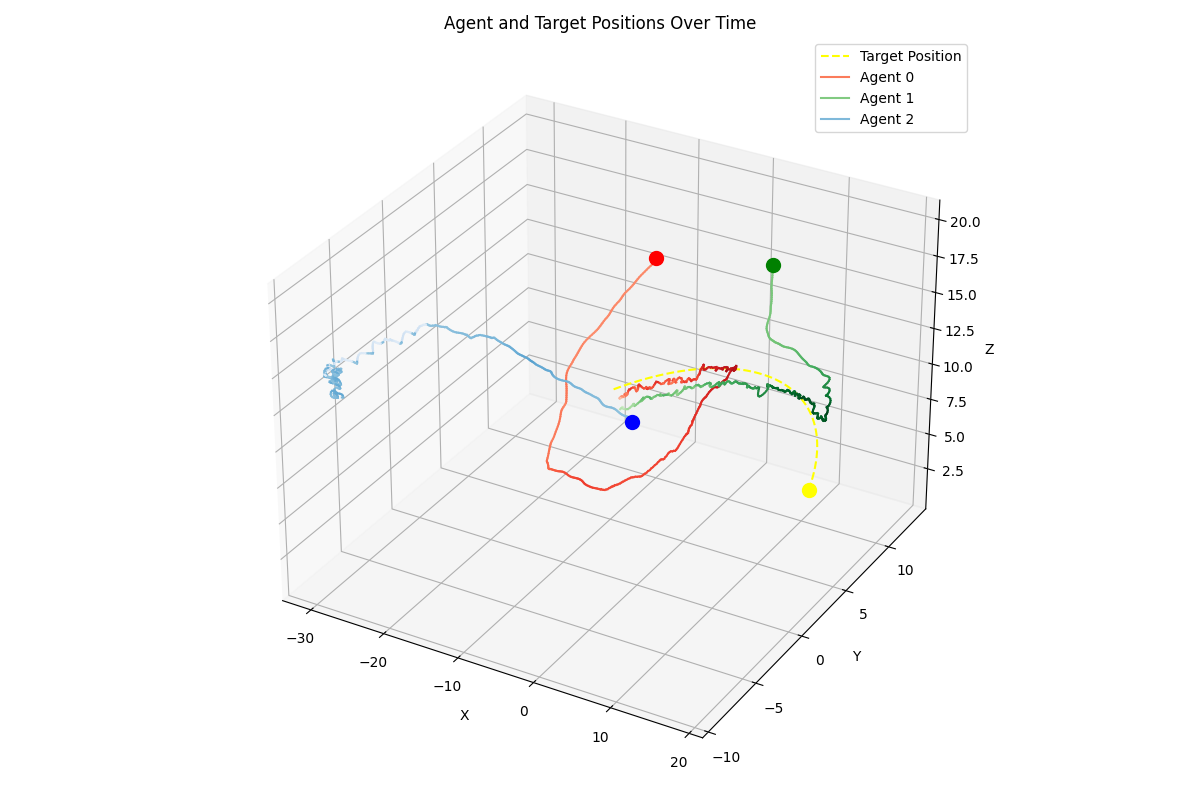 Agent and Target Positions Over Time
Target Position
Agent 0
Agent 1
Agent 2
20.0
17.5
15.0
12.5
10.0
7.5
5.0
2.5
Z
10
5
0
−5
−10
Y
−30
−20
−10
0
10
20
X